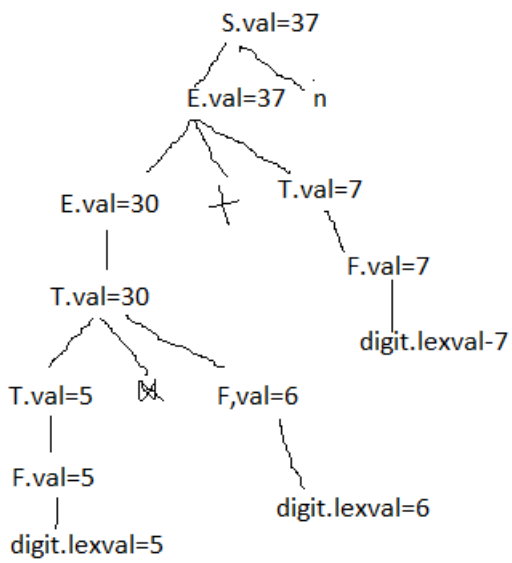 S.val=37
E.val=37 n
E.val=30 + T.val=7
F.val=7
T.val=30
digit.lexval-7
T.val=5 * F,val=6
F.val=5
digit.lexval=6
digit.lexval=5